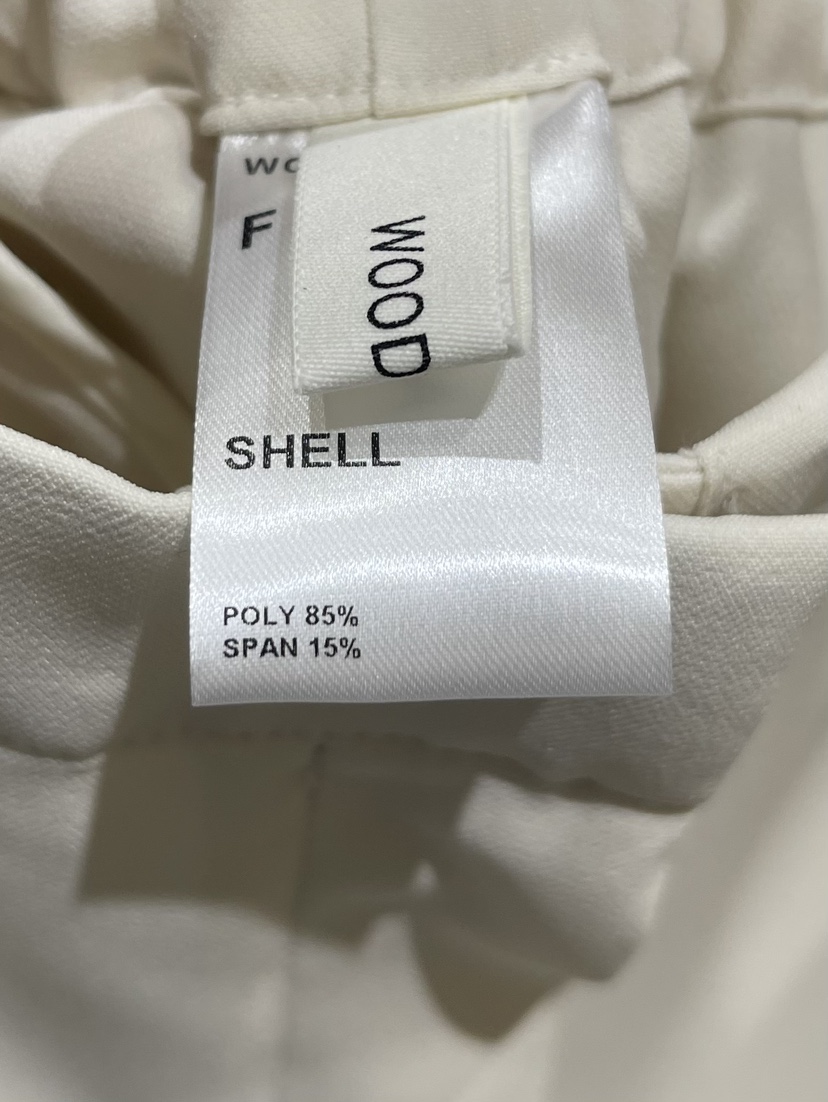 F
WOOD
SHELL
POLY 85%
SPAN 15%